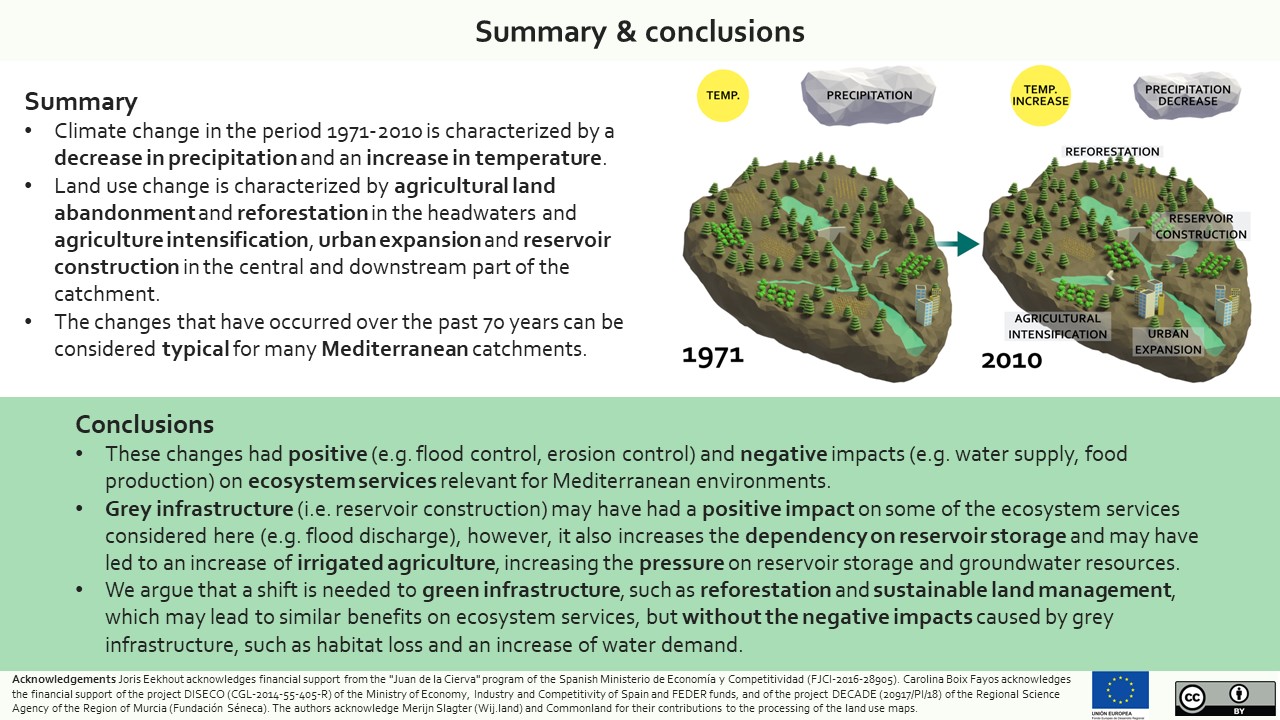 Summary & conclusions
Summary
• Climate change in the period 1971-2010 is characterized by a
decrease in precipitation and an increase in temperature.
• Land use change is characterized by agricultural land
abandonment and reforestation in the headwaters and
agriculture intensification, urban expansion and reservoir
construction in the central and downstream part of the
catchment.
• The changes that have occurred over the past 70 years can be
considered typical for many Mediterranean catchments.
TEMP.
PRECIPITATION
1971
TEMP.
INCREASE
PRECIPITATION
DECREASE
REFORESTATION
RESERVOIR
CONSTRUCTION
AGRICULTURAL
INTENSIFICATION
URBAN
EXPANSION
2010
Conclusions
• These changes had positive (e.g. flood control, erosion control) and negative impacts (e.g. water supply, food
production) on ecosystem services relevant for Mediterranean environments.
• Grey infrastructure (i.e. reservoir construction) may have had a positive impact on some of the ecosystem services
considered here (e.g. flood discharge), however, it also increases the dependency on reservoir storage and may have
led to an increase of irrigated agriculture, increasing the pressure on reservoir storage and groundwater resources.
• We argue that a shift is needed to green infrastructure, such as reforestation and sustainable land management,
which may lead to similar benefits on ecosystem services, but without the negative impacts caused by grey
infrastructure, such as habitat loss and an increase of water demand.
Acknowledgements Joris Eekhout acknowledges financial support from the "Juan de la Cierva" program of the Spanish Ministerio de Economía y Competitividad (FJCI-2016-28905). Carolina Boix Fayos acknowledges
the financial support of the project DISECO (CGL-2014-55-405-R) of the Ministry of Economy, Industry and Competitivity of Spain and FEDER funds, and of the project DECADE (20917/PI/18) of the Regional Science
Agency of the Region of Murcia (Fundación Séneca). The authors acknowledge Meyli Slagter (Wij.land) and Commonland for their contributions to the processing of the land use maps.
UNIÓN EUROPEA
Fondo Europeo de Desarrollo Regional
CC
BY